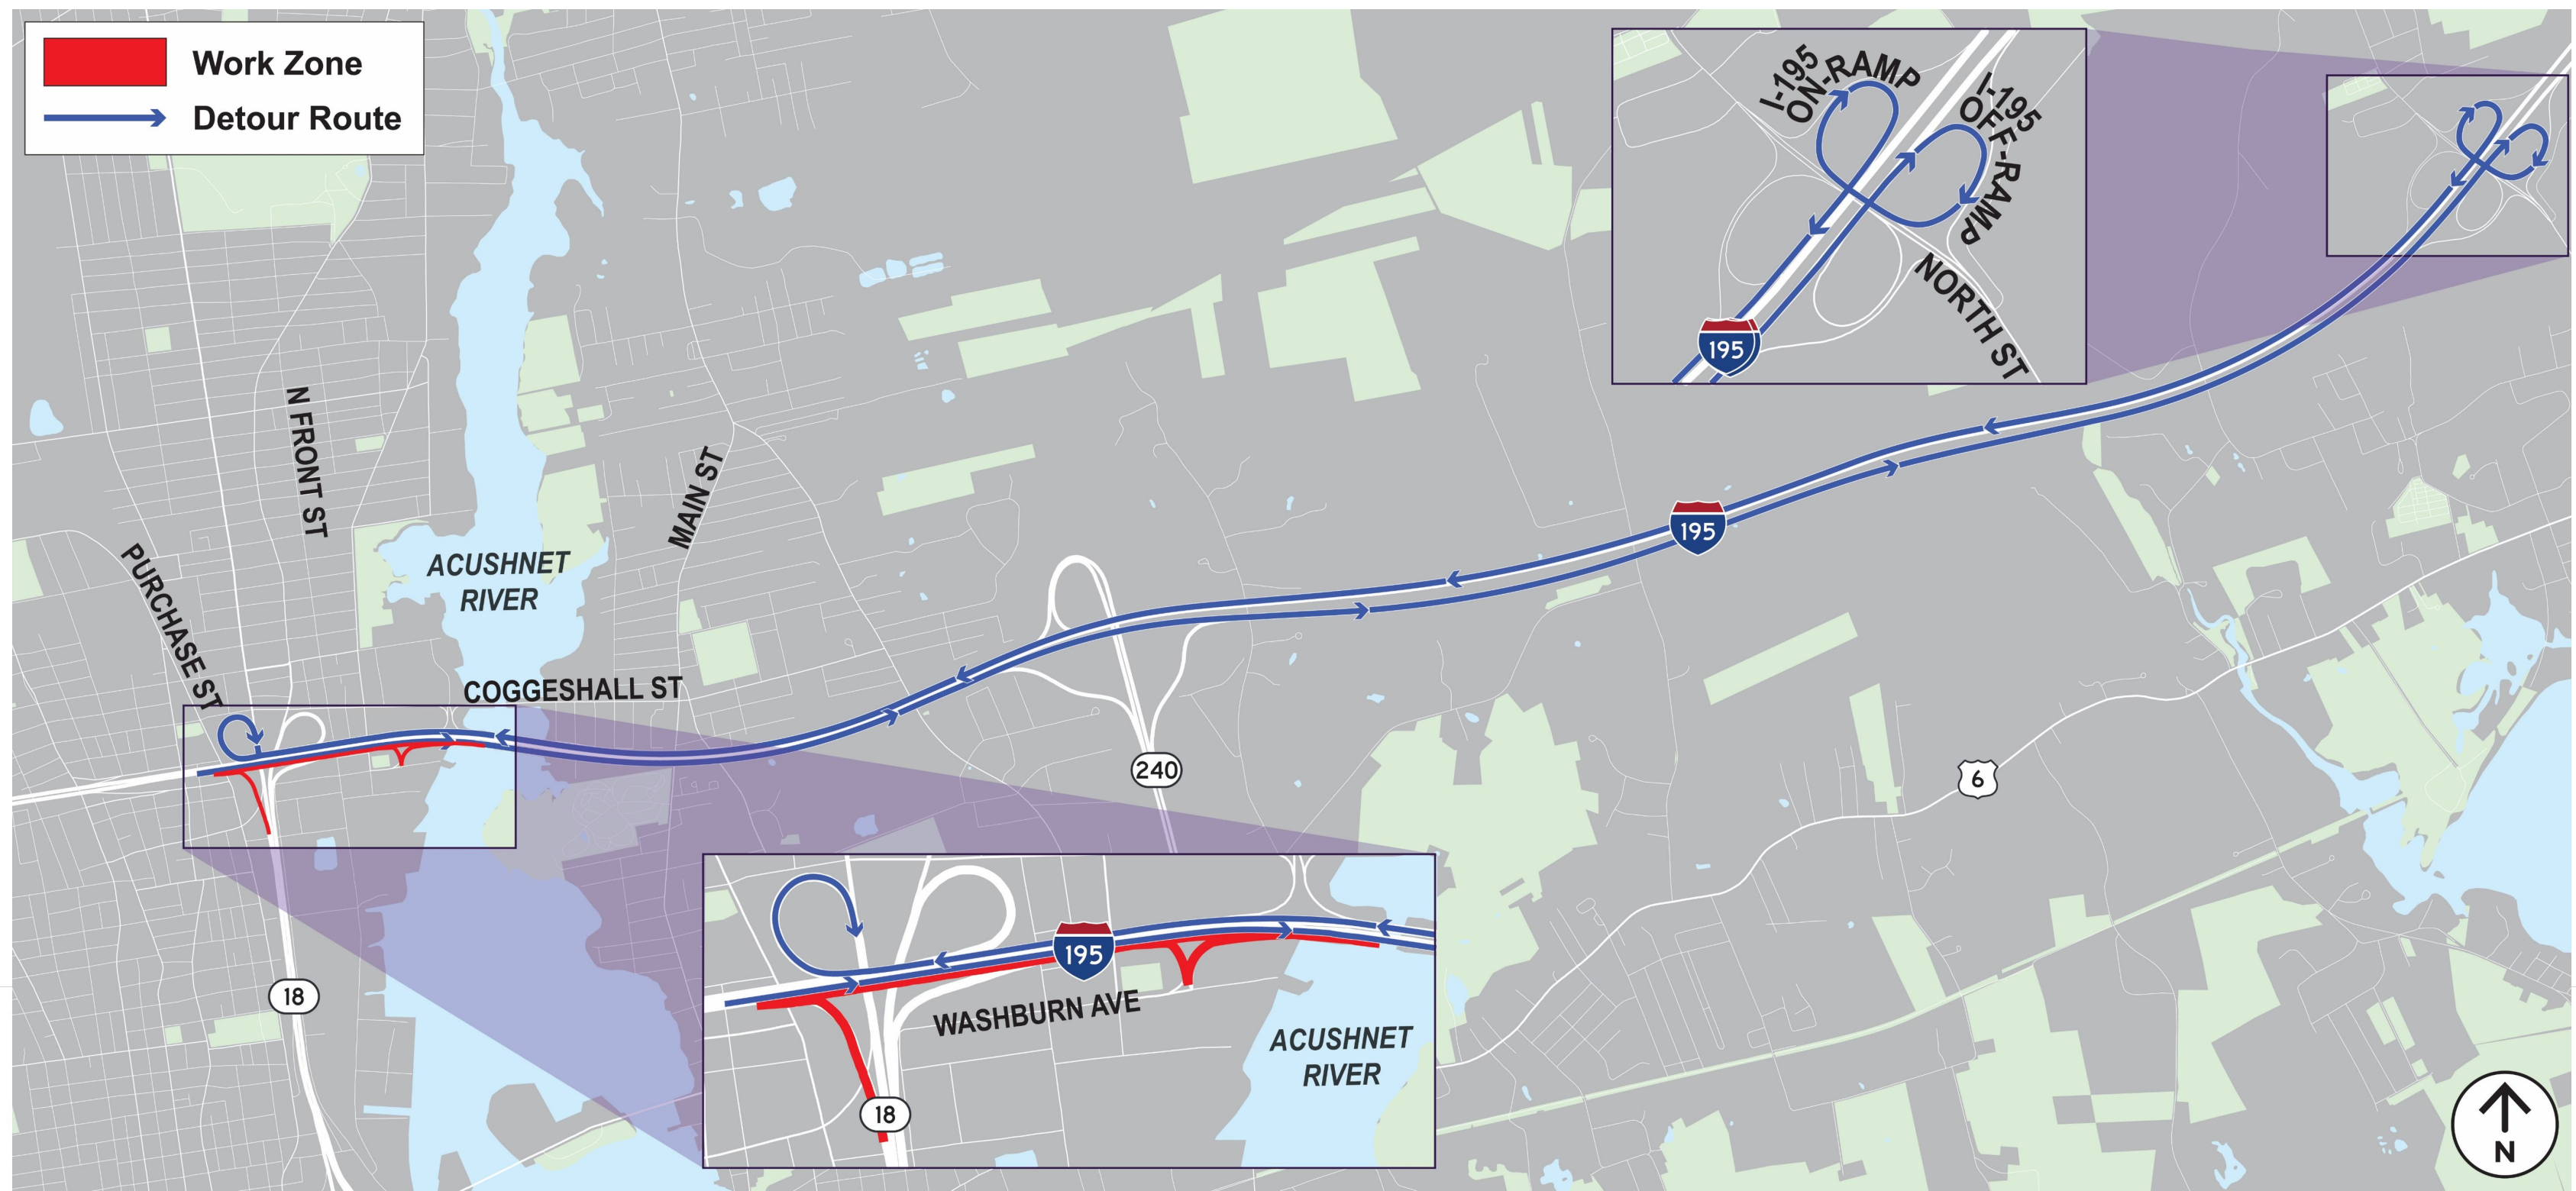 Work Zone
Detour Route
I-195
ON-RAMP
I-195
OFF-RAMP
NORTH ST
195
N FRONT ST
MAIN ST
PURCHASE ST
ACUSHNET
RIVER
COGGESHALL ST
195
240
6
18
195
WASHBURN AVE
18
ACUSHNET
RIVER
N